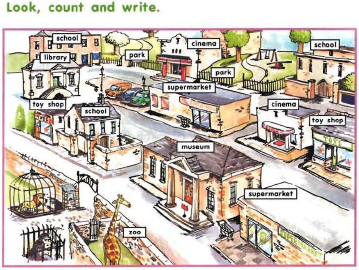 Look, count and write.
school
cinema
school
library
park
park
supermarket
toy shop
school
cinema
toy shop
museum
supermarket
zoo